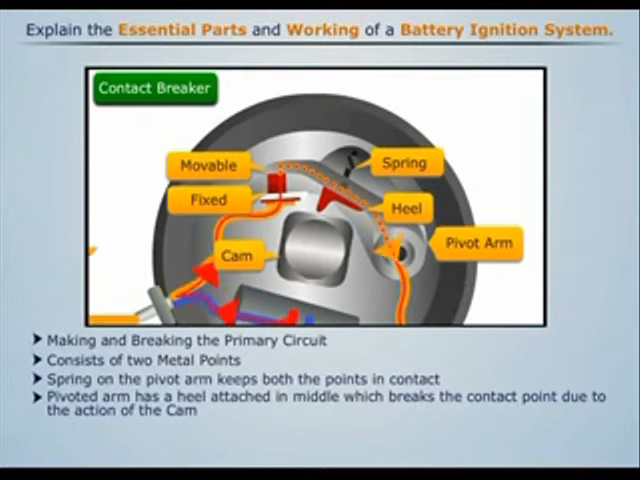 Explain the Essential Parts and Working of a Battery Ignition System.
Contact Breaker
Movable
Spring
Fixed
Heel
Pivot Arm
Cam
Making and Breaking the Primary Circuit
Consists of two Metal Points
Spring on the pivot arm keeps both the points in contact
Pivoted arm has a heel attached in middle which breaks the contact point due to
the action of the Cam